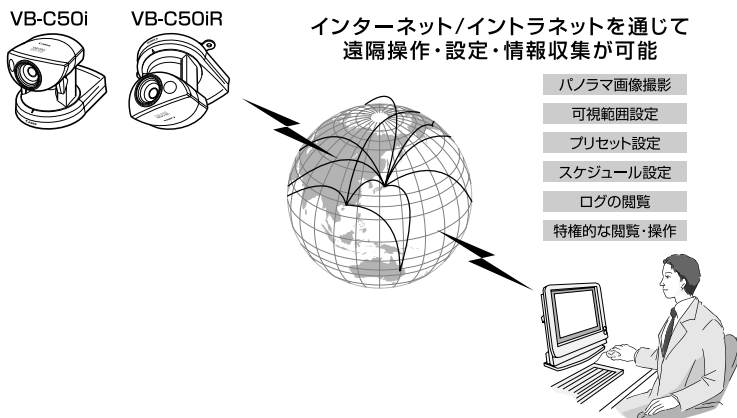 VB-C50i
VB-C50iR
インターネット/イントラネットを通じて
遠隔操作・設定・情報収集が可能
パノラマ画像撮影
可視範囲設定
プリセット設定
スケジュール設定
ログの閲覧
特権的な閲覧・操作